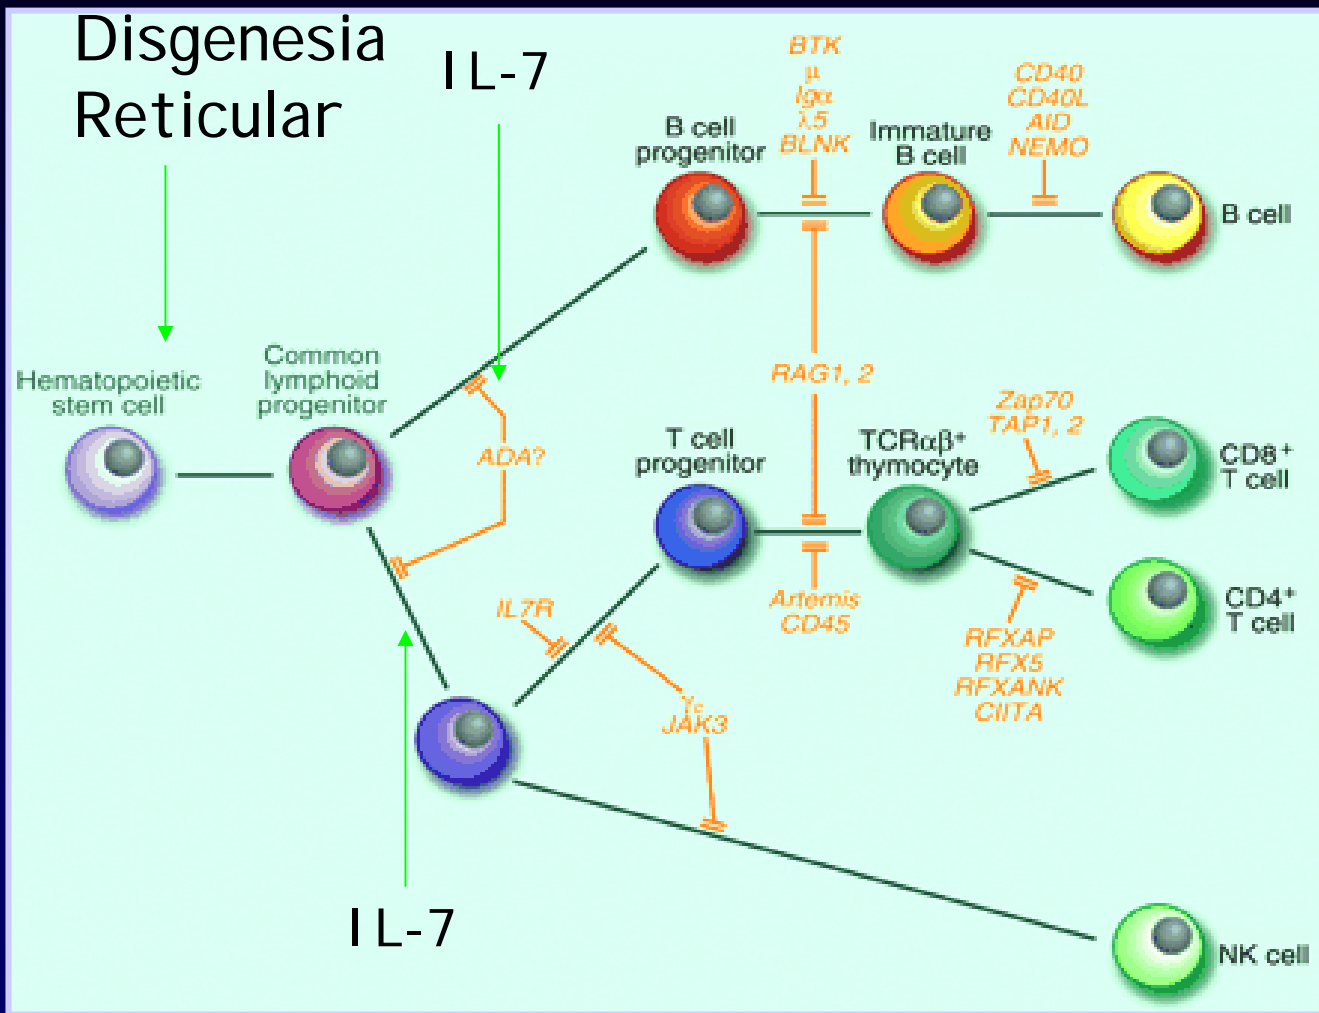 Disgenesia
Reticular
IL-7
BTK
μ
Igα
λ5
BLNK
CD40
CD40L
AID
NEMO
B cell
progenitor
Immature
B cell
B cell
Hematopoietic
stem cell
Common
lymphoid
progenitor
ADA?
RAG1, 2
T cell
progenitor
TCRαβ+
thymocyte
Zap70
TAP1, 2
CD8+
T cell
IL7R
Artemis
CD45
CD4+
T cell
RFXAP
RFX5
RFXANK
CIITA
γc
JAK3
IL-7
NK cell